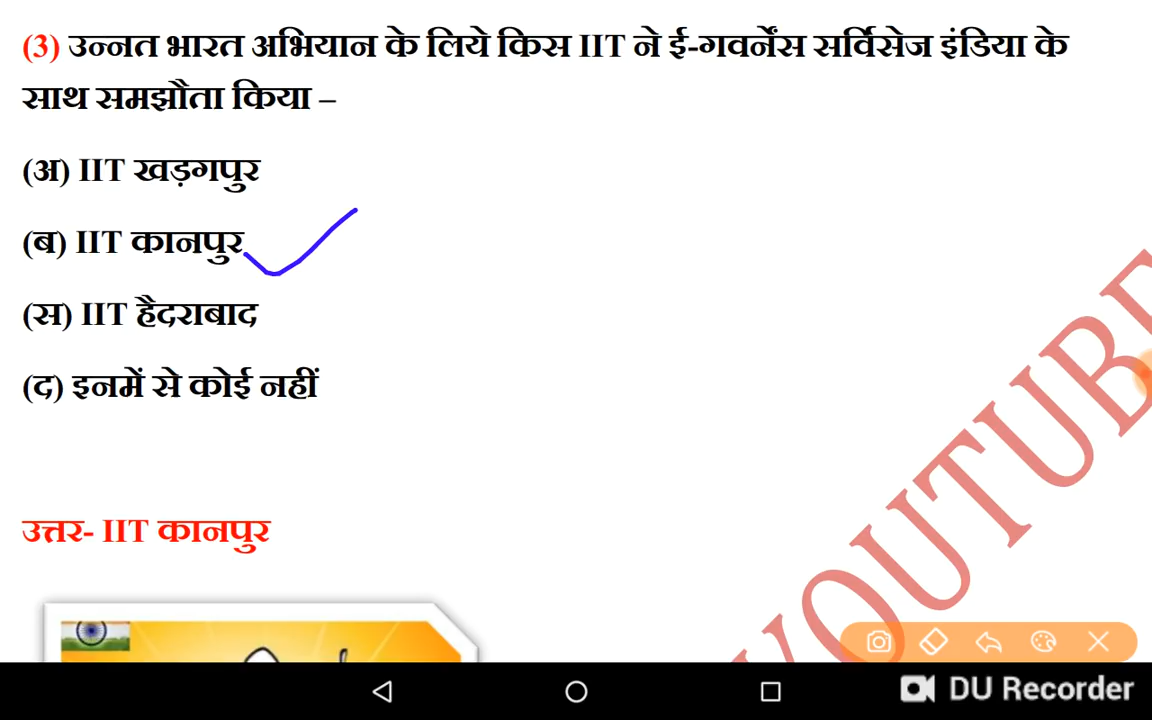 (3) उन्नत भारत अभियान के लिये किस IIT ने ई-गवर्नेंस सर्विसेज इंडिया के
साथ समझौता किया –
(अ) IIT खड़गपुर
(ब) IIT कानपुर
(स) IIT हैदराबाद
(द) इनमें से कोई नहीं
उत्तर- IIT कानपुर
YOUTUBE
DU Recorder